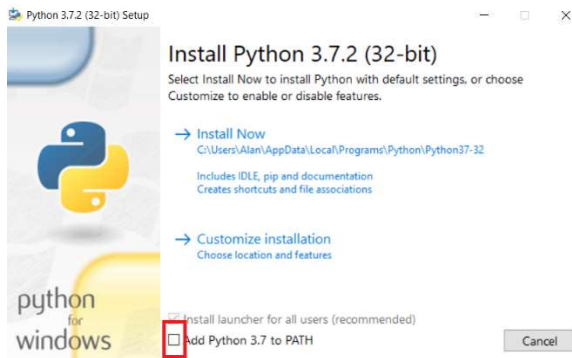 Python 3.7.2 (32-bit) Setup
Install Python 3.7.2 (32-bit)
Select Install Now to install Python with default settings, or choose
Customize to enable or disable features.
Install Now
C:\Users\Alan\AppData\Local\Programs\Python\Python37-32
Includes IDLE, pip and documentation
Creates shortcuts and file associations
Customize installation
Choose location and features
Install launcher for all users (recommended)
Add Python 3.7 to PATH
python
for
windows
Cancel